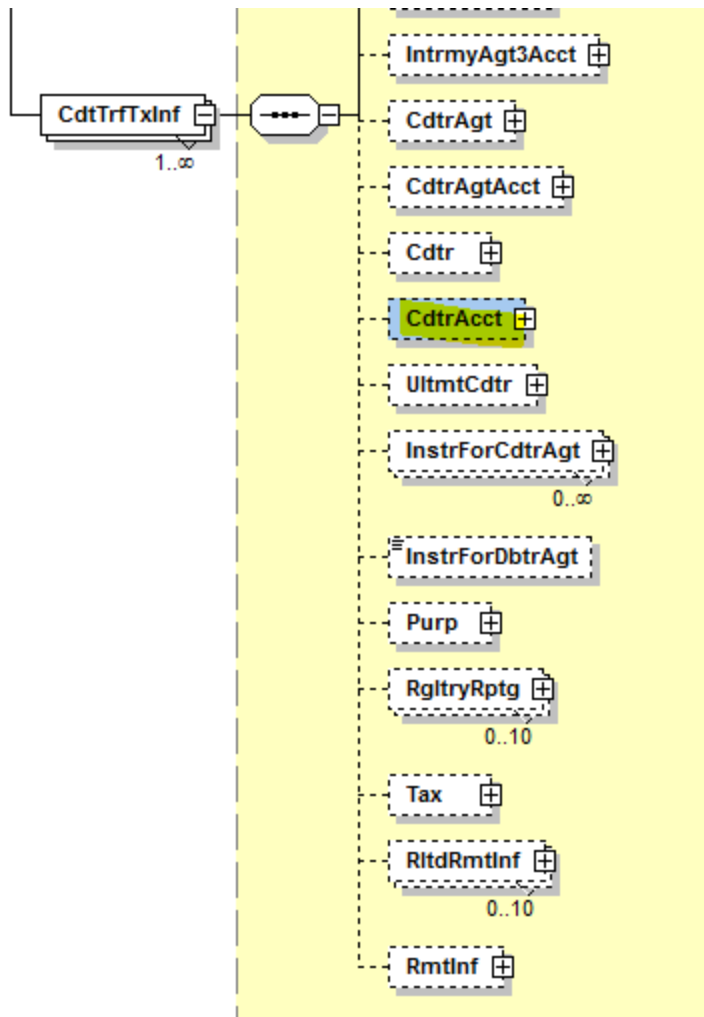 IntrmyAgt3Acct
CdtTrfTxInf
1..∞
CdtrAgt
CdtrAgtAcct
Cdtr
CdtrAcct
UltmtCdtr
InstrForCdtrAgt
0..∞
InstrForDbtrAgt
Purp
RgltryRptg
0..10
Tax
RltdRmtInf
0..10
RmtInf